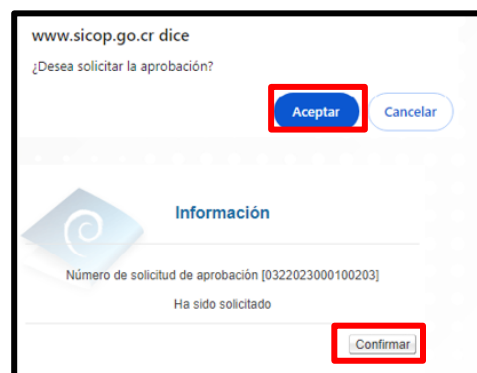 www.sicop.go.cr dice
¿Desea solicitar la aprobación?
Aceptar Cancelar
Información
Número de solicitud de aprobación [0322023000100203]
Ha sido solicitado
Confirmar